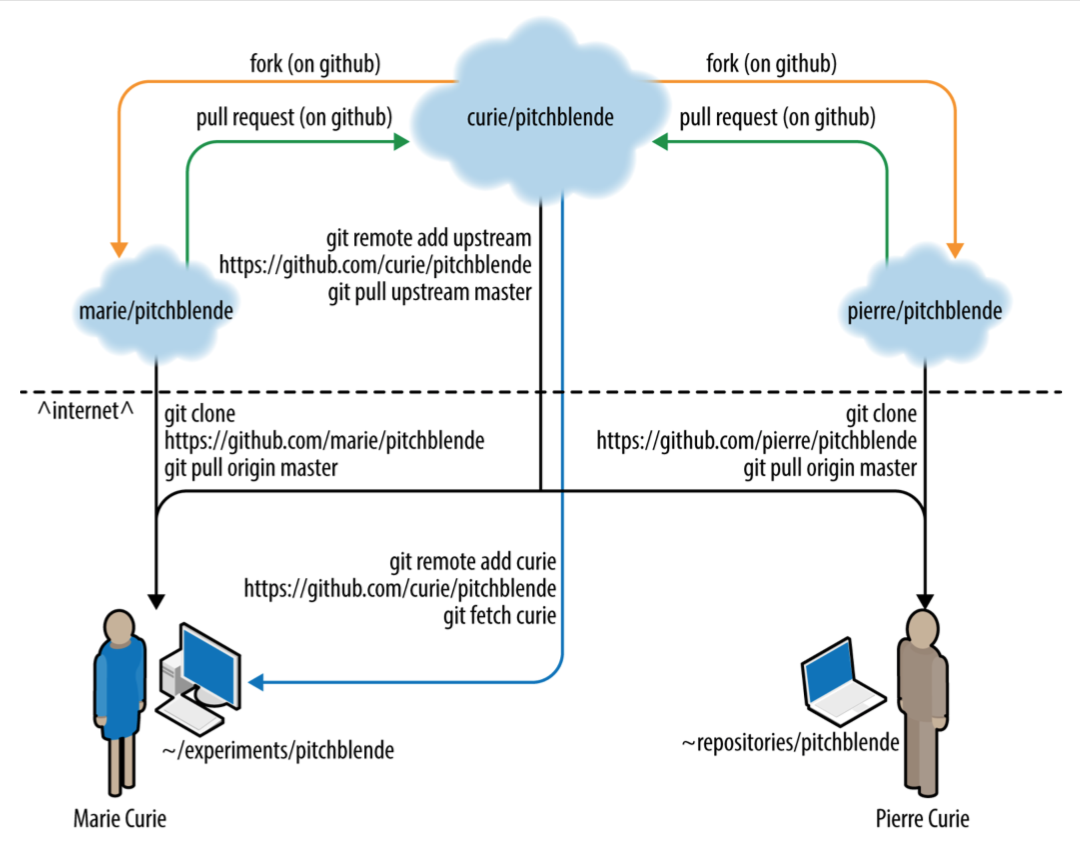 fork (on github)
fork (on github)
pull request (on github)
curie/pitchblende
pull request (on github)
git remote add upstream
https://github.com/curie/pitchblende
git pull upstream master
marie/pitchblende
pierre/pitchblende
^internet^
git clone
https://github.com/marie/pitchblende
git pull origin master
git clone
https://github.com/pierre/pitchblende
git pull origin master
git remote add curie
https://github.com/curie/pitchblende
git fetch curie
~/experiments/pitchblende
~repositories/pitchblende
Marie Curie
Pierre Curie